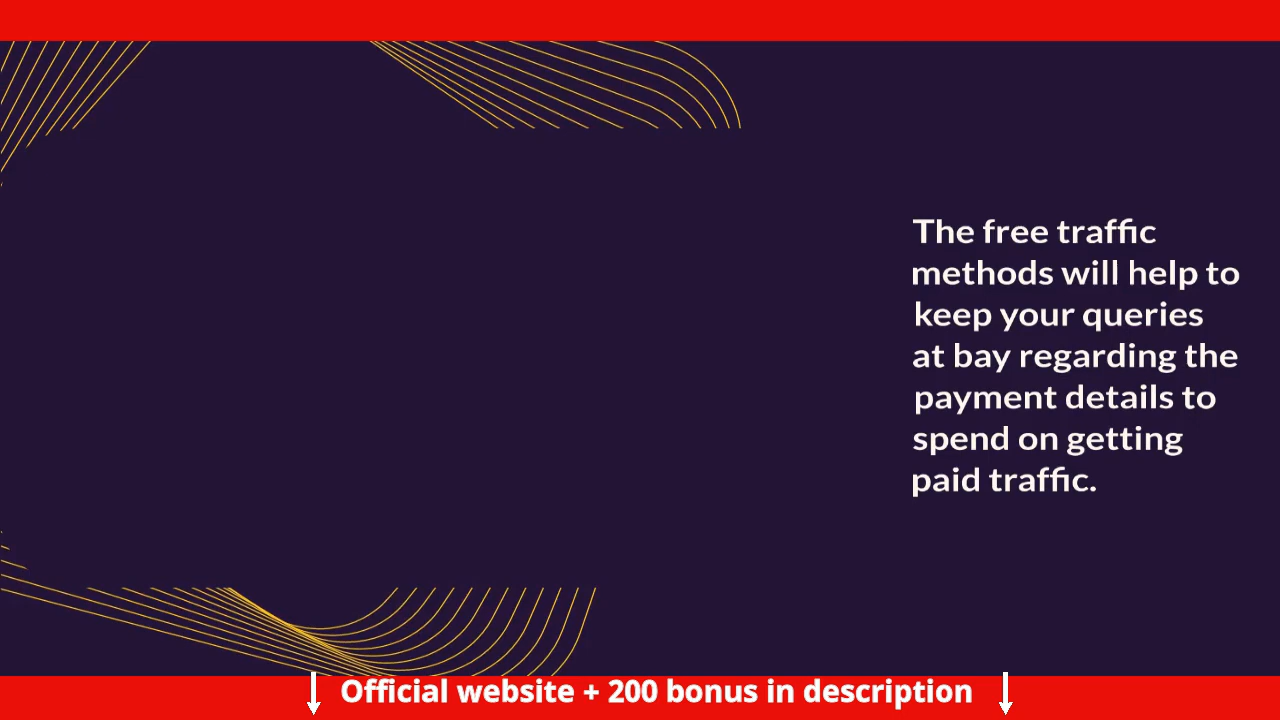 The free traffic
methods will help to
keep your queries
at bay regarding the
payment details to
spend on getting
paid traffic.
Official website + 200 bonus in description